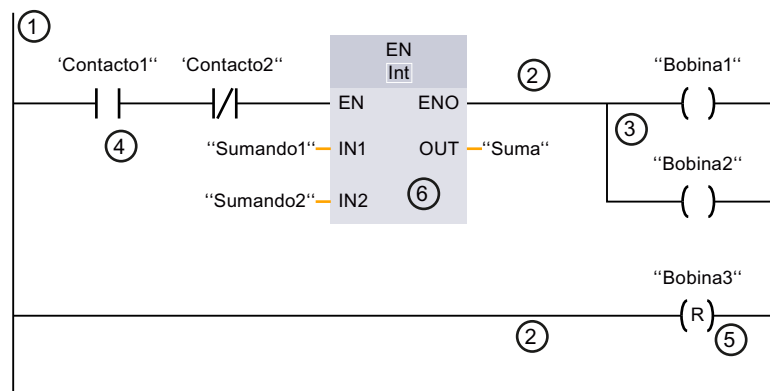 1
EN
Int
'Contacto1“
‘Contacto2“
2
“Bobina1“
EN ENO
3
4
“Sumando1“ IN1 OUT “Suma“
“Bobina2“
“Sumando2“ IN2 6
“Bobina3“
R
2 5